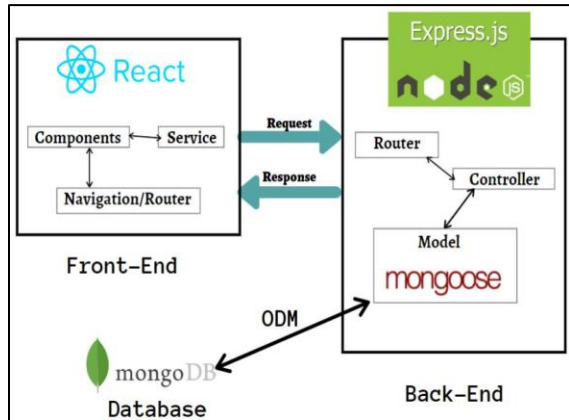 React
Components
Service
Navigation/Router
Front-End
Request
Response
Express.js
node
JS
Router
Controller
Model
mongoose
ODM
mongoDB
Database
Back-End